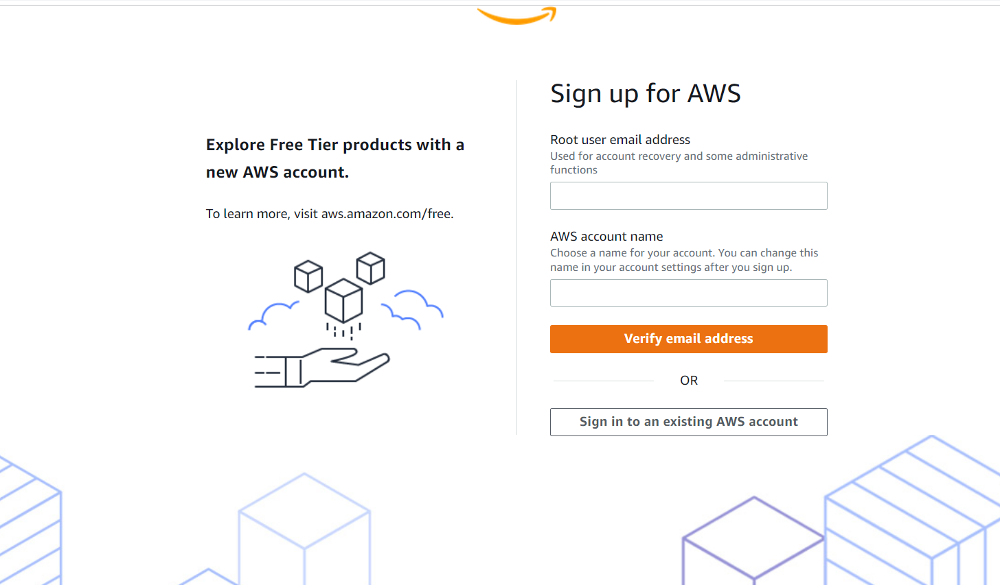 Explore Free Tier products with a
new AWS account.
To learn more, visit aws.amazon.com/free.
Sign up for AWS
Root user email address
Used for account recovery and some administrative
functions
AWS account name
Choose a name for your account. You can change this
name in your account settings after you sign up.
Verify email address
OR
Sign in to an existing AWS account